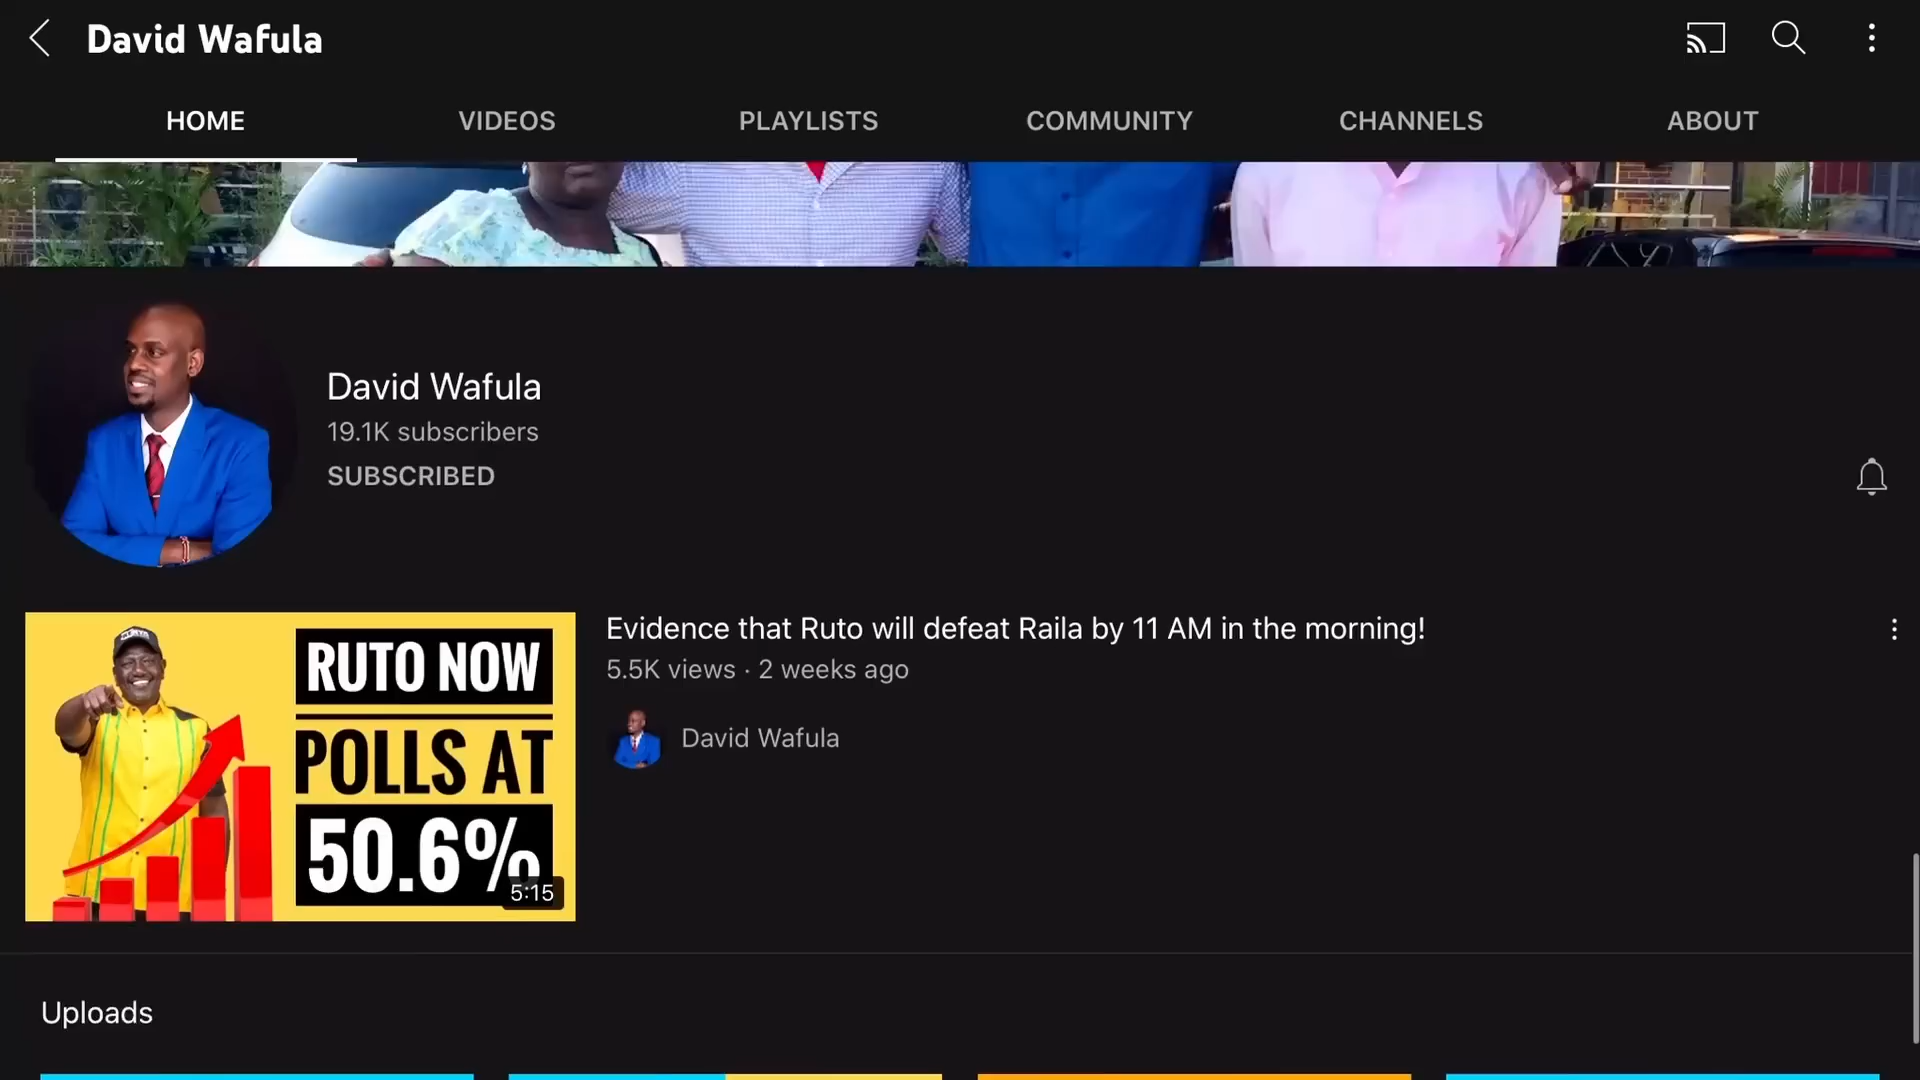 David Wafula
HOME
VIDEOS
PLAYLISTS
COMMUNITY
CHANNELS
ABOUT
David Wafula
19.1K subscribers
SUBSCRIBED
RUTO NOW
POLLS AT
50.6%
5:15
Evidence that Ruto will defeat Raila by 11 AM in the morning!
5.5K views · 2 weeks ago
David Wafula
Uploads